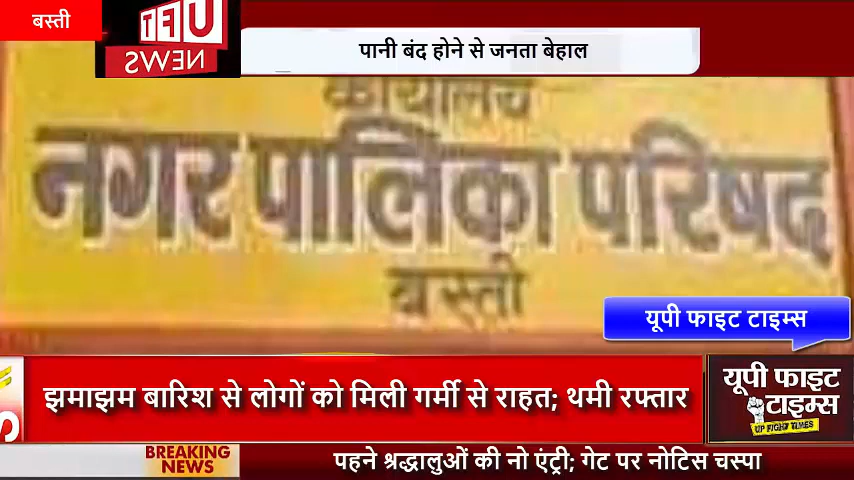 बस्ती
UFT
NEWS
पानी बंद होने से जनता बेहाल
कार्यालय
नगर पालिका परिषद
बस्ती
यूपी फाइट टाइम्स
झमाझम बारिश से लोगों को मिली गर्मी से राहत; थमी रफ्तार
यूपी फाइट
टाइम्स
UP FIGHT TIMES
BREAKING
NEWS
पहने श्रद्धालुओं की नो एंट्री; गेट पर नोटिस चस्पा